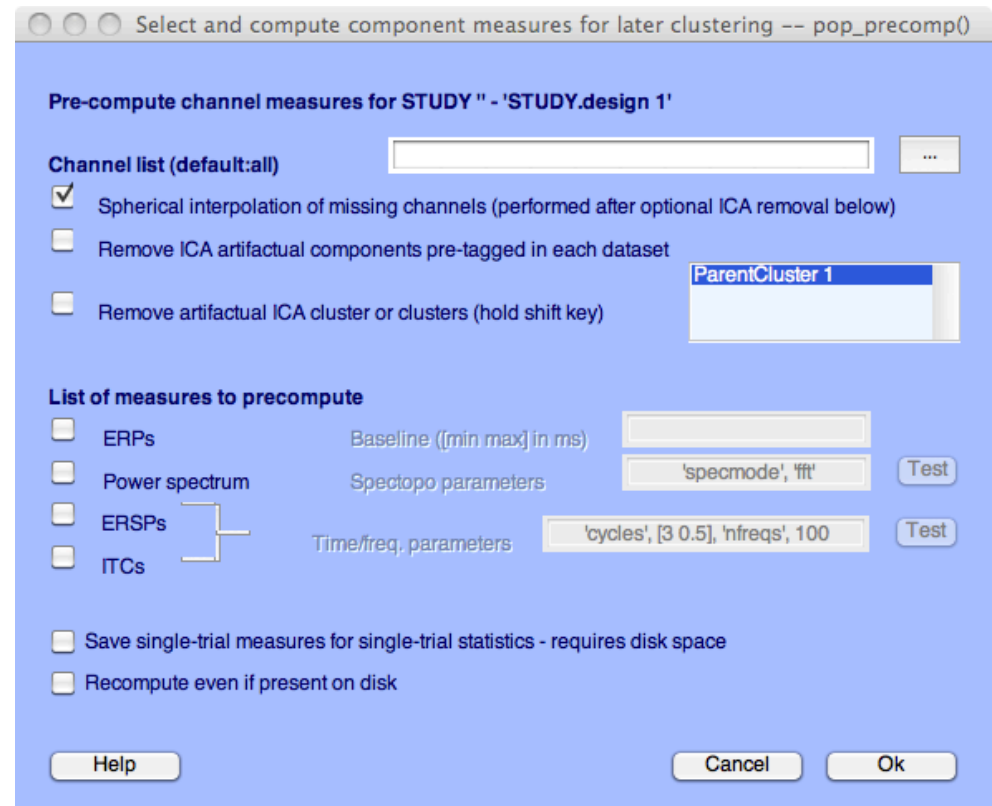 Select and compute component measures for later clustering -- pop_precomp()
Pre-compute channel measures for STUDY '' - 'STUDY.design 1'
Channel list (default:all)
...
Spherical interpolation of missing channels (performed after optional ICA removal below)
Remove ICA artifactual components pre-tagged in each dataset
ParentCluster 1
Remove artifactual ICA cluster or clusters (hold shift key)
List of measures to precompute
ERPs Baseline ([min max] in ms)
Power spectrum Spectopo parameters 'specmode', 'fft' Test
ERSPs
Time/freq. parameters 'cycles', [3 0.5], 'nfreqs', 100 Test
ITCs
Save single-trial measures for single-trial statistics - requires disk space
Recompute even if present on disk
Help Cancel Ok